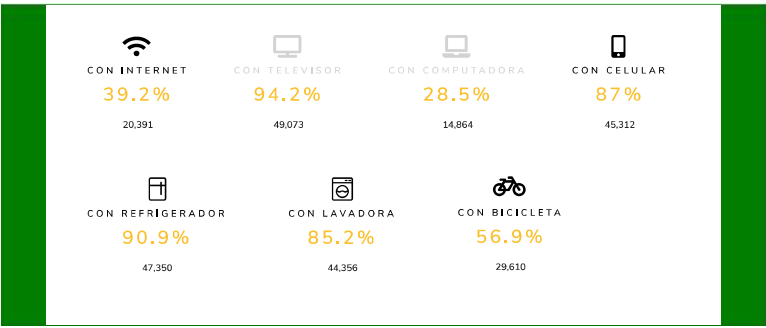 CON INTERNET CON TELEVISOR CON COMPUTADORA CON CELULAR
39.2% 94.2% 28.5% 87%
20,391 49,073 14,864 45,312
CON REFRIGERADOR CON LAVADORA CON BICICLETA
90.9% 85.2% 56.9%
47,350 44,356 29,610